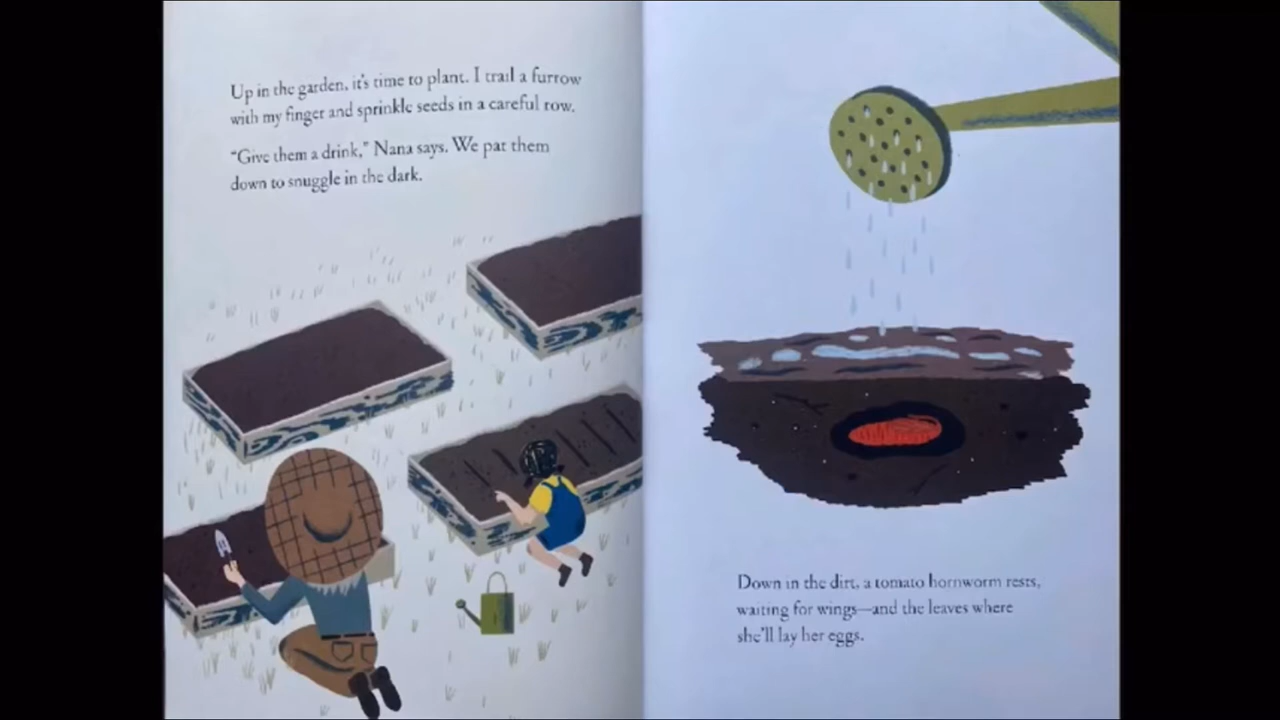 Up in the garden, it's time to plant. I trail a furrow
with my finger and sprinkle seeds in a careful row.
"Give them a drink," Nana says. We pat them
down to snuggle in the dark.
Down in the dirt, a tomato hornworm rests,
waiting for wings—and the leaves where
she'll lay her eggs.